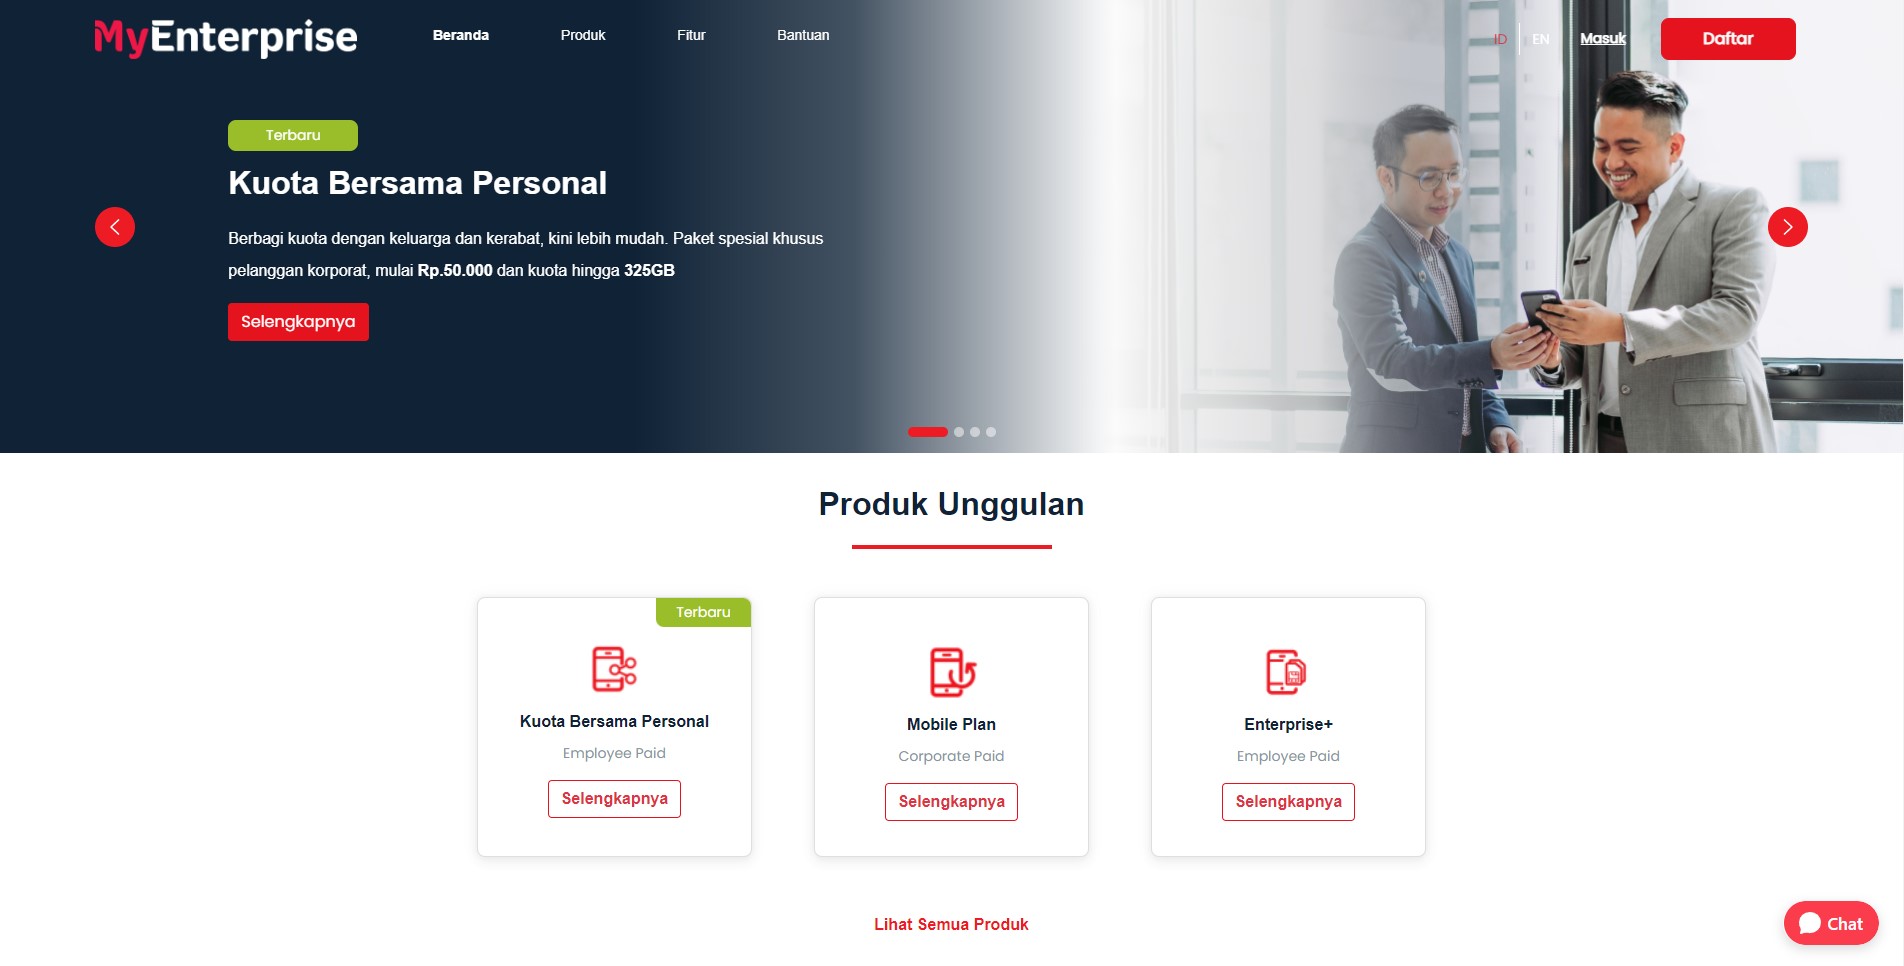 MyEnterprise
Beranda
Produk
Fitur
Bantuan
ID
EN
Masuk
Daftar
Terbaru
Kuota Bersama Personal
Berbagi kuota dengan keluarga dan kerabat, kini lebih mudah. Paket spesial khusus
pelanggan korporat, mulai Rp.50.000 dan kuota hingga 325GB
Selengkapnya
Produk Unggulan
Terbaru
Kuota Bersama Personal
Employee Paid
Selengkapnya
Mobile Plan
Corporate Paid
Selengkapnya
Enterprise+
Employee Paid
Selengkapnya
Lihat Semua Produk
Chat